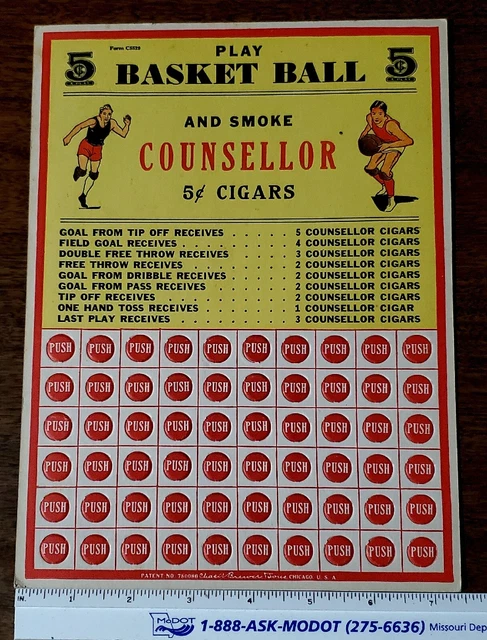 Form C3039
PLAY
5¢ BASKET BALL 5¢
AND SMOKE
COUNSELLOR
5¢ CIGARS
GOAL FROM TIP OFF RECEIVES . . . . . . 5 COUNSELLOR CIGARS
FIELD GOAL RECEIVES . . . . . . . . . . 4 COUNSELLOR CIGARS
DOUBLE FREE THROW RECEIVES . . . . . . 3 COUNSELLOR CIGARS
FREE THROW RECEIVES . . . . . . . . . . 2 COUNSELLOR CIGARS
GOAL FROM DRIBBLE RECEIVES . . . . . . 2 COUNSELLOR CIGARS
GOAL FROM PASS RECEIVES . . . . . . . . 2 COUNSELLOR CIGARS
TIP OFF RECEIVES . . . . . . . . . . . 2 COUNSELLOR CIGARS
ONE HAND TOSS RECEIVES . . . . . . . . 1 COUNSELLOR CIGAR
LAST PLAY RECEIVES . . . . . . . . . . 3 COUNSELLOR CIGARS
PUSH PUSH PUSH PUSH PUSH PUSH PUSH PUSH PUSH PUSH
PUSH PUSH PUSH PUSH PUSH PUSH PUSH PUSH PUSH PUSH
PUSH PUSH PUSH PUSH PUSH PUSH PUSH PUSH PUSH PUSH
PUSH PUSH PUSH PUSH PUSH PUSH PUSH PUSH PUSH PUSH
PUSH PUSH PUSH PUSH PUSH PUSH PUSH PUSH PUSH PUSH
PUSH PUSH PUSH PUSH PUSH PUSH PUSH PUSH PUSH PUSH
PATENT NO. CHICAGO, U. S. A
IN. 1 2 3 4 5 6 7
MoDOT 1-888-ASK-MODOT (275-6636) Missouri Depa